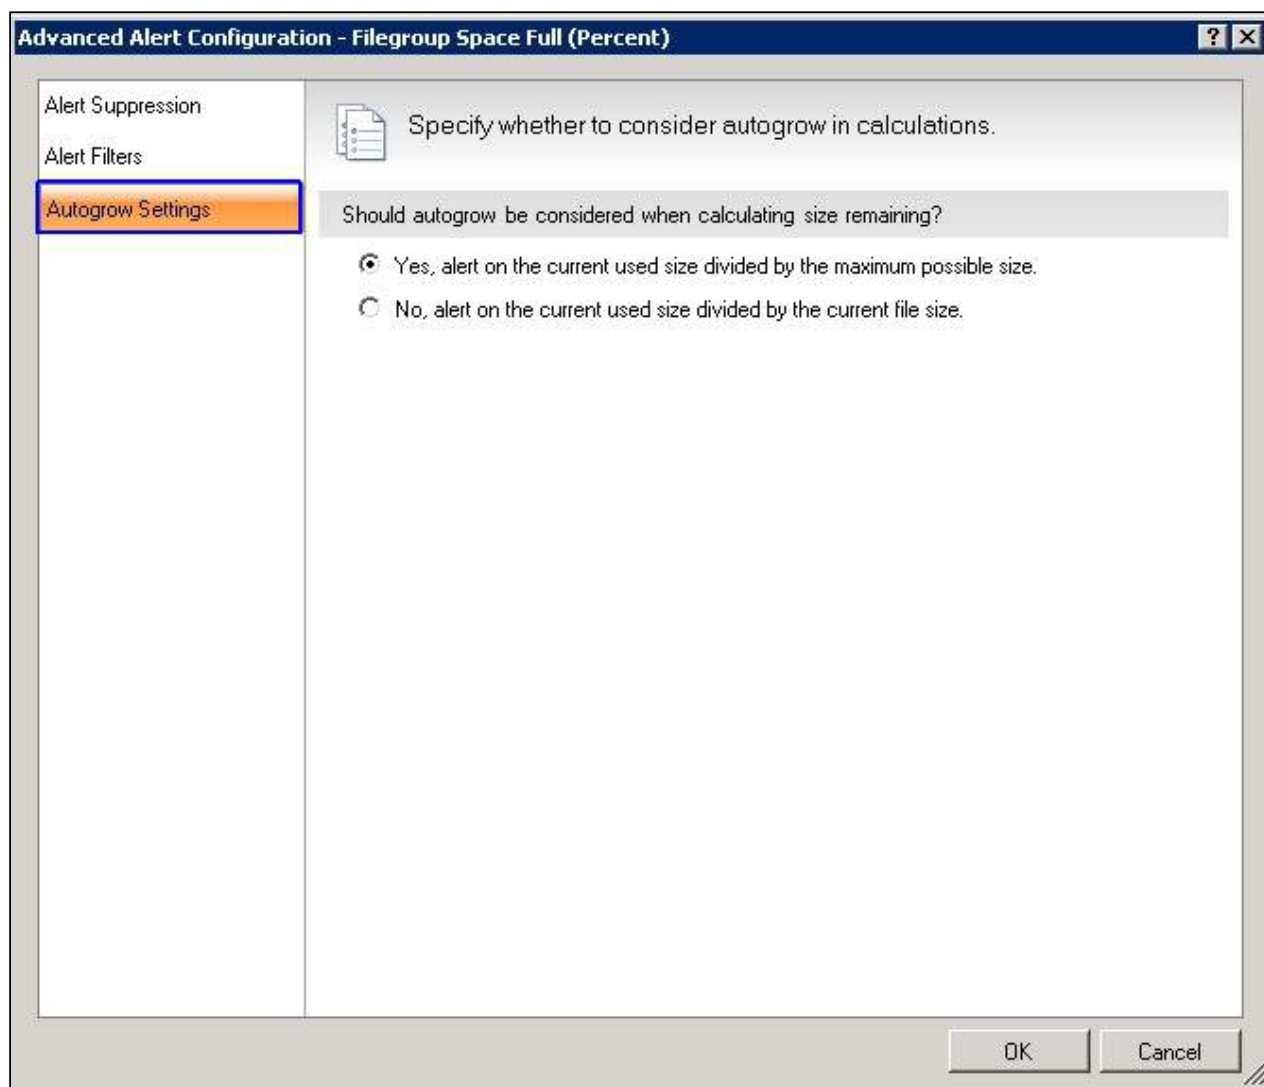 Advanced Alert Configuration - Filegroup Space Full (Percent)
Alert Suppression
Alert Filters
Autogrow Settings
Specify whether to consider autogrow in calculations.
Should autogrow be considered when calculating size remaining?
Yes, alert on the current used size divided by the maximum possible size.
No, alert on the current used size divided by the current file size.
OK
Cancel